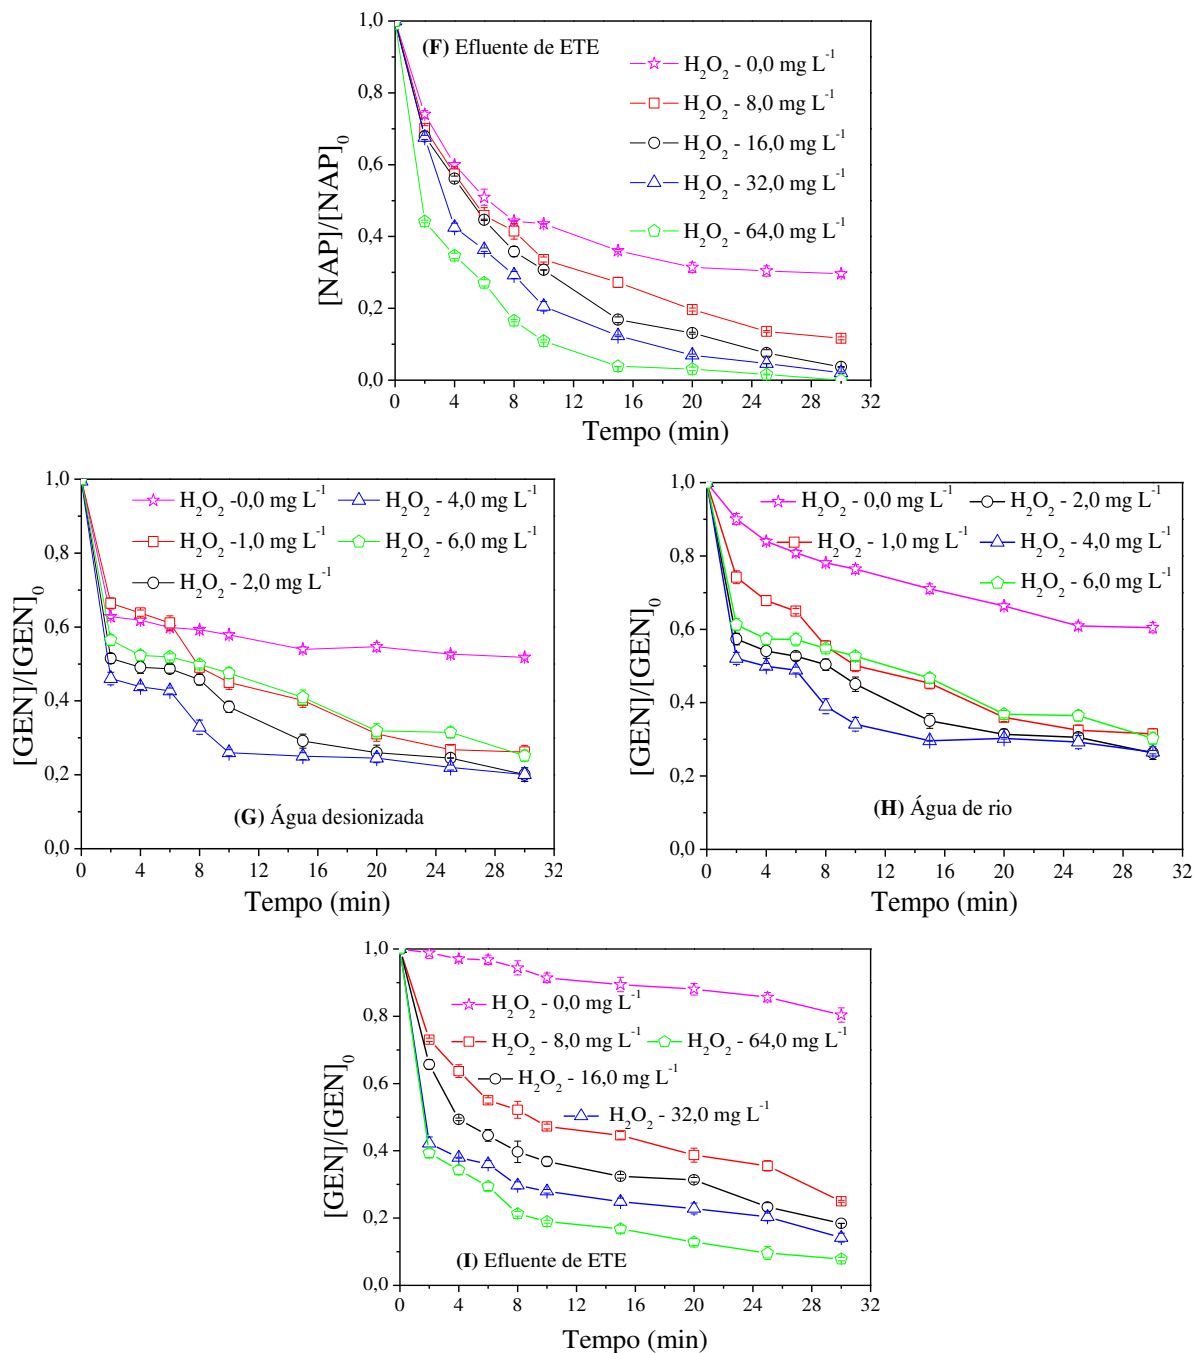 (F) Efluente de ETE
H₂O₂ - 0,0 mg L⁻¹
H₂O₂ - 8,0 mg L⁻¹
H₂O₂ - 16,0 mg L⁻¹
H₂O₂ - 32,0 mg L⁻¹
H₂O₂ - 64,0 mg L⁻¹
[NAP]/[NAP]₀
1,0
0,8
0,6
0,4
0,2
0,0
0 4 8 12 16 20 24 28 32
Tempo (min)
[GEN]/[GEN]₀
1,0
0,8
0,6
0,4
0,2
0,0
H₂O₂ -0,0 mg L⁻¹ H₂O₂ - 4,0 mg L⁻¹
H₂O₂ -1,0 mg L⁻¹ H₂O₂ - 6,0 mg L⁻¹
H₂O₂ - 2,0 mg L⁻¹
(G) Água desionizada
0 4 8 12 16 20 24 28 32
Tempo (min)
[GEN]/[GEN]₀
1,0
0,8
0,6
0,4
0,2
0,0
H₂O₂ - 0,0 mg L⁻¹ H₂O₂ - 2,0 mg L⁻¹
H₂O₂ - 1,0 mg L⁻¹ H₂O₂ - 4,0 mg L⁻¹
H₂O₂ - 6,0 mg L⁻¹
(H) Água de rio
0 4 8 12 16 20 24 28 32
Tempo (min)
[GEN]/[GEN]₀
1,0
0,8
0,6
0,4
0,2
0,0
H₂O₂ - 0,0 mg L⁻¹
H₂O₂ - 8,0 mg L⁻¹ H₂O₂ - 64,0 mg L⁻¹
H₂O₂ - 16,0 mg L⁻¹
H₂O₂ - 32,0 mg L⁻¹
(I) Efluente de ETE
0 4 8 12 16 20 24 28 32
Tempo (min)